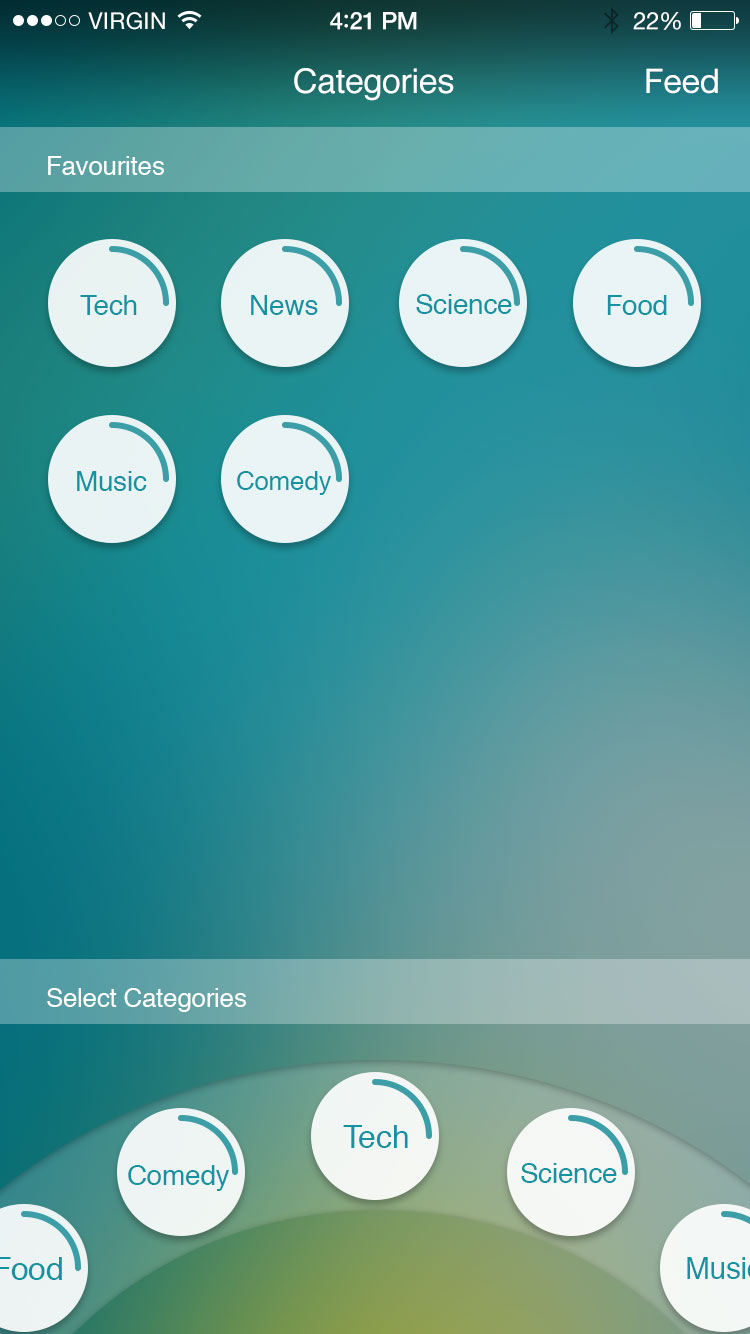 VIRGIN 4:21 PM 22%
Categories Feed
Favourites
Tech News Science Food
Music Comedy
Select Categories
Tech
Comedy Science
Food Music